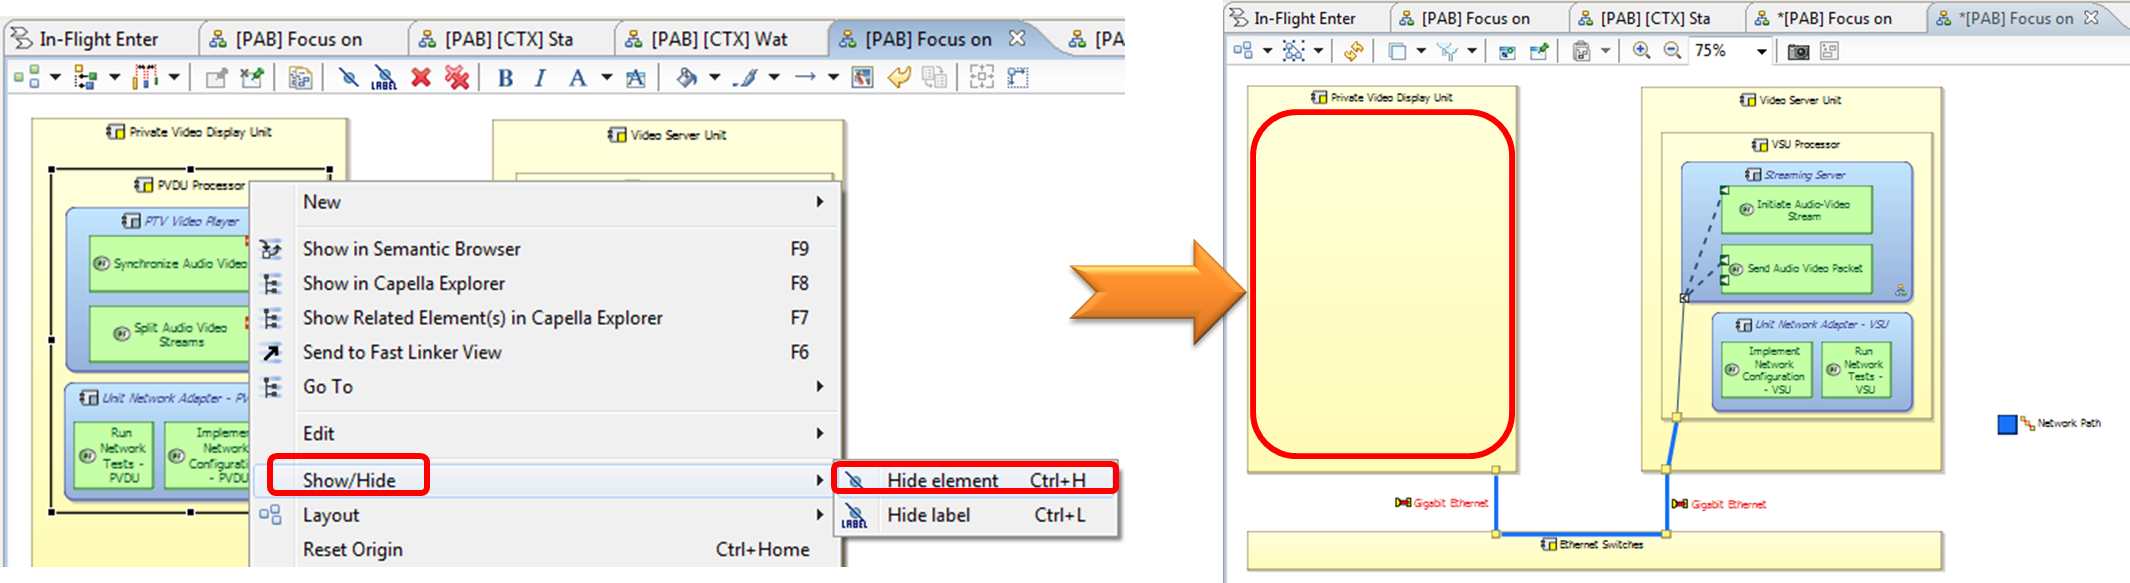 In-Flight Enter
[PAB] Focus on
[PAB] [CTX] Sta
[PAB] [CTX] Wat
[PAB] Focus on
[PA
LABEL
B I A
Private Video Display Unit
Video Server Unit
PVDU Processor
PTV Video Player
Synchronize Audio Video
Split Audio Video
Streams
Unit Network Adapter - PV
Run
Network
Tests -
PVDU
Implemen
Network
Configurati
- PVDU
New
Show in Semantic Browser F9
Show in Capella Explorer F8
Show Related Element(s) in Capella Explorer F7
Send to Fast Linker View F6
Go To
Edit
Show/Hide
Layout
Reset Origin Ctrl+Home
Hide element Ctrl+H
LABEL
Hide label Ctrl+L
In-Flight Enter
[PAB] Focus on
[PAB] [CTX] Sta
*[PAB] Focus on
*[PAB] Focus on
75%
Private Video Display Unit
Video Server Unit
VSU Processor
Streaming Server
Initiate Audio-Video
Stream
Send Audio Video Packet
Unit Network Adapter - VSU
Implement
Network
Configuration
- VSU
Run
Network
Tests -
VSU
Network Path
Gigabit Ethernet
Gigabit Ethernet
Ethernet Switches